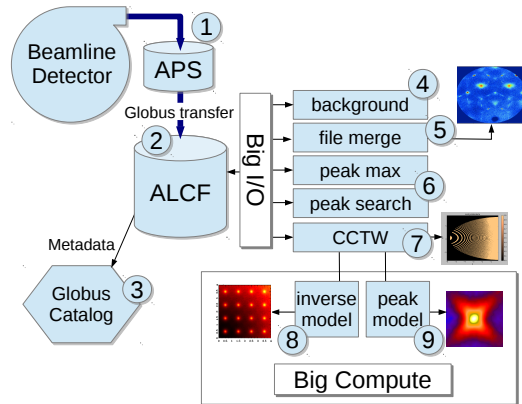 Beamline
Detector
1
APS
Globus transfer
2
ALCF
Metadata
Globus
Catalog
3
Big I/O
background
4
file merge
5
peak max
6
peak search
CCTW
7
inverse
model
8
peak
model
9
Big Compute